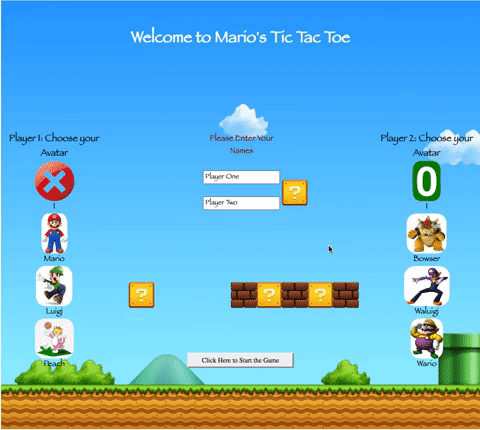 Welcome to Mario's Tic Tac Toe
Player 1: Choose your
Avatar
Please Enter Your
Names
Player 2: Choose your
Avatar
Player One
?
Player Two
0
1
1
Mario
Bowser
Luigi
? ? ?
Waluigi
Peach
Wario
Click Here to Start the Game